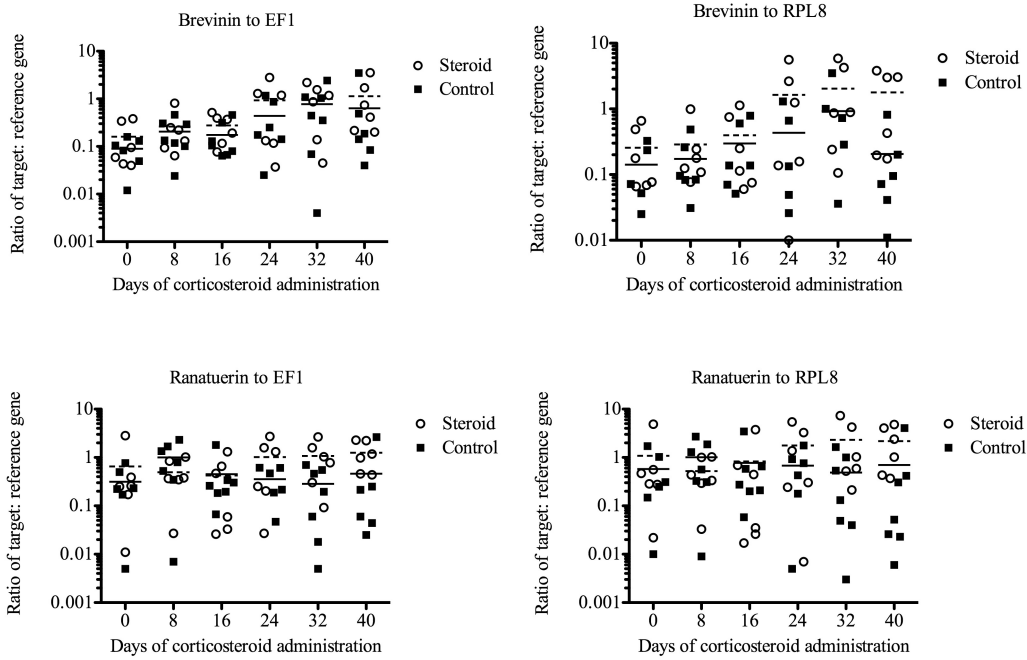 Brevinin to EF1
Ratio of target: reference gene
10
1
0.1
0.01
0.001
0 8 16 24 32 40
Days of corticosteroid administration
Steroid
Control
Brevinin to RPL8
Ratio of target: reference gene
10
1
0.1
0.01
0 8 16 24 32 40
Days of corticosteroid administration
Steroid
Control
Ranatuerin to EF1
Ratio of target: reference gene
10
1
0.1
0.01
0.001
0 8 16 24 32 40
Days of corticosteroid administration
Steroid
Control
Ranatuerin to RPL8
Ratio of target: reference gene
10
1
0.1
0.01
0.001
0 8 16 24 32 40
Days of corticosteroid administration
Steroid
Control